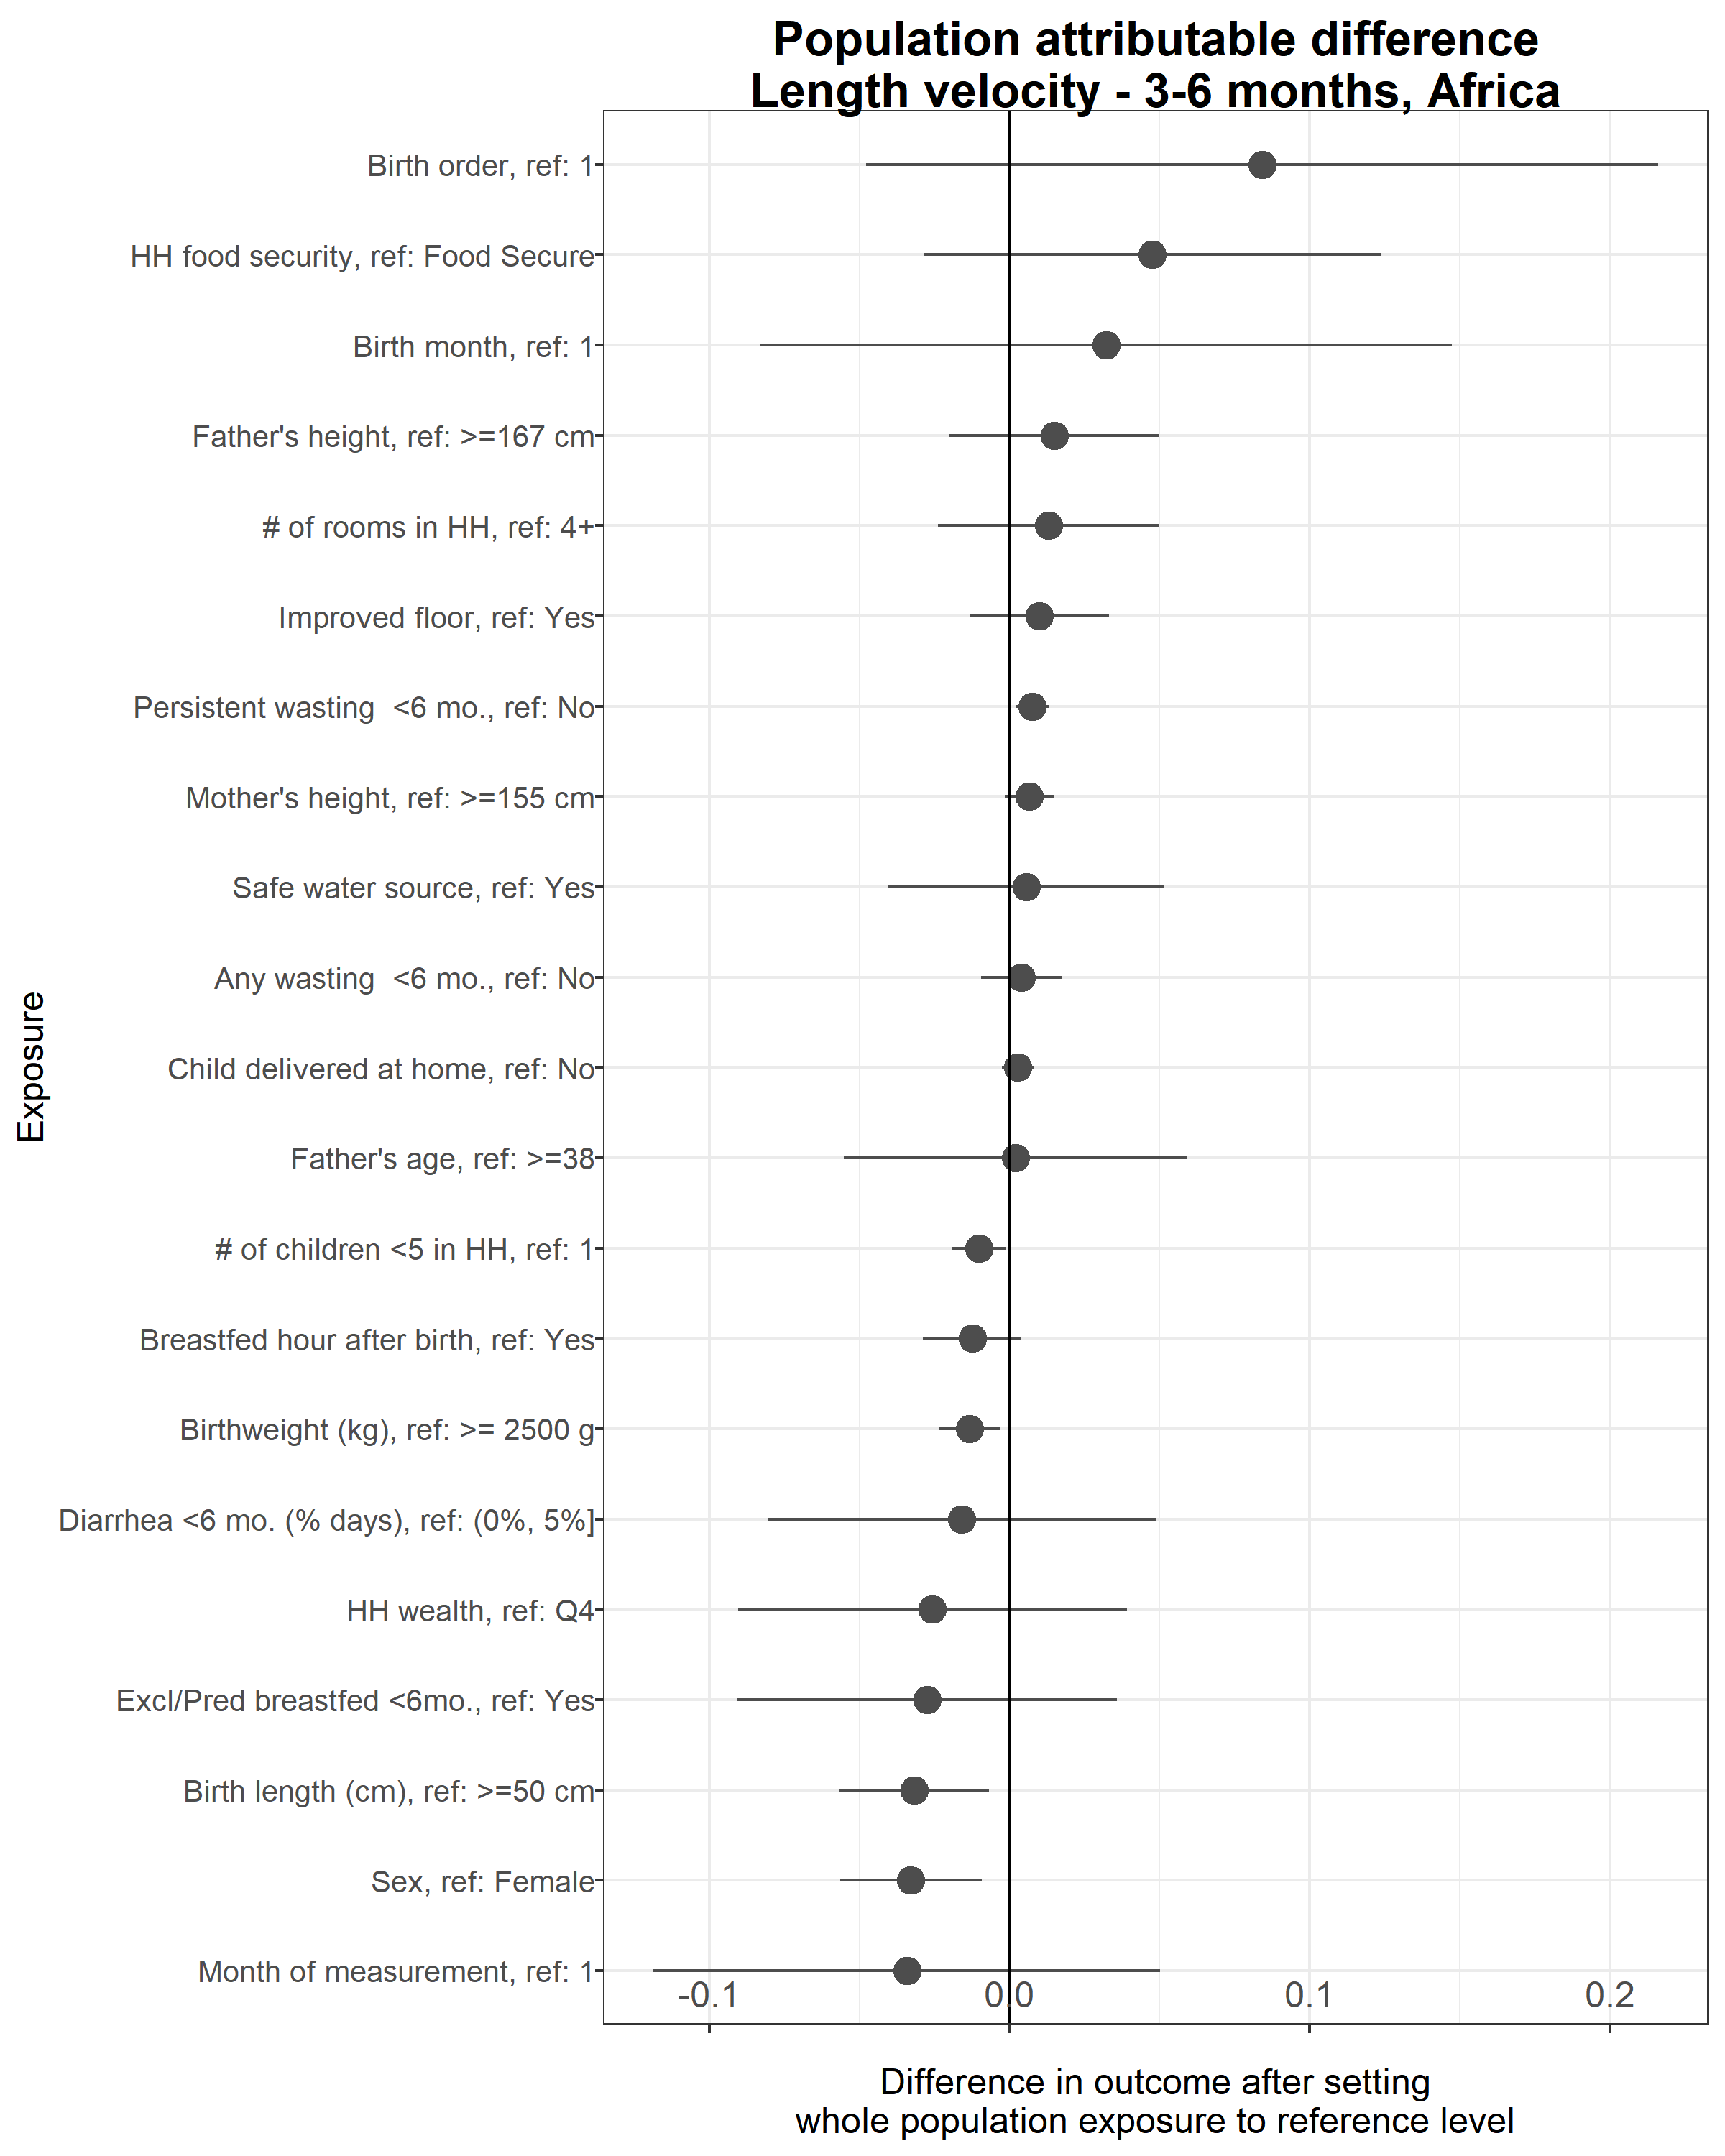 Population attributable difference
Length velocity - 3-6 months, Africa
Exposure
Birth order, ref: 1
HH food security, ref: Food Secure
Birth month, ref: 1
Father's height, ref: >=167 cm
# of rooms in HH, ref: 4+
Improved floor, ref: Yes
Persistent wasting  <6 mo., ref: No
Mother's height, ref: >=155 cm
Safe water source, ref: Yes
Any wasting  <6 mo., ref: No
Child delivered at home, ref: No
Father's age, ref: >=38
# of children <5 in HH, ref: 1
Breastfed hour after birth, ref: Yes
Birthweight (kg), ref: >= 2500 g
Diarrhea <6 mo. (% days), ref: (0%, 5%]
HH wealth, ref: Q4
Excl/Pred breastfed <6mo., ref: Yes
Birth length (cm), ref: >=50 cm
Sex, ref: Female
Month of measurement, ref: 1
-0.1 0.0 0.1 0.2
Difference in outcome after setting
whole population exposure to reference level